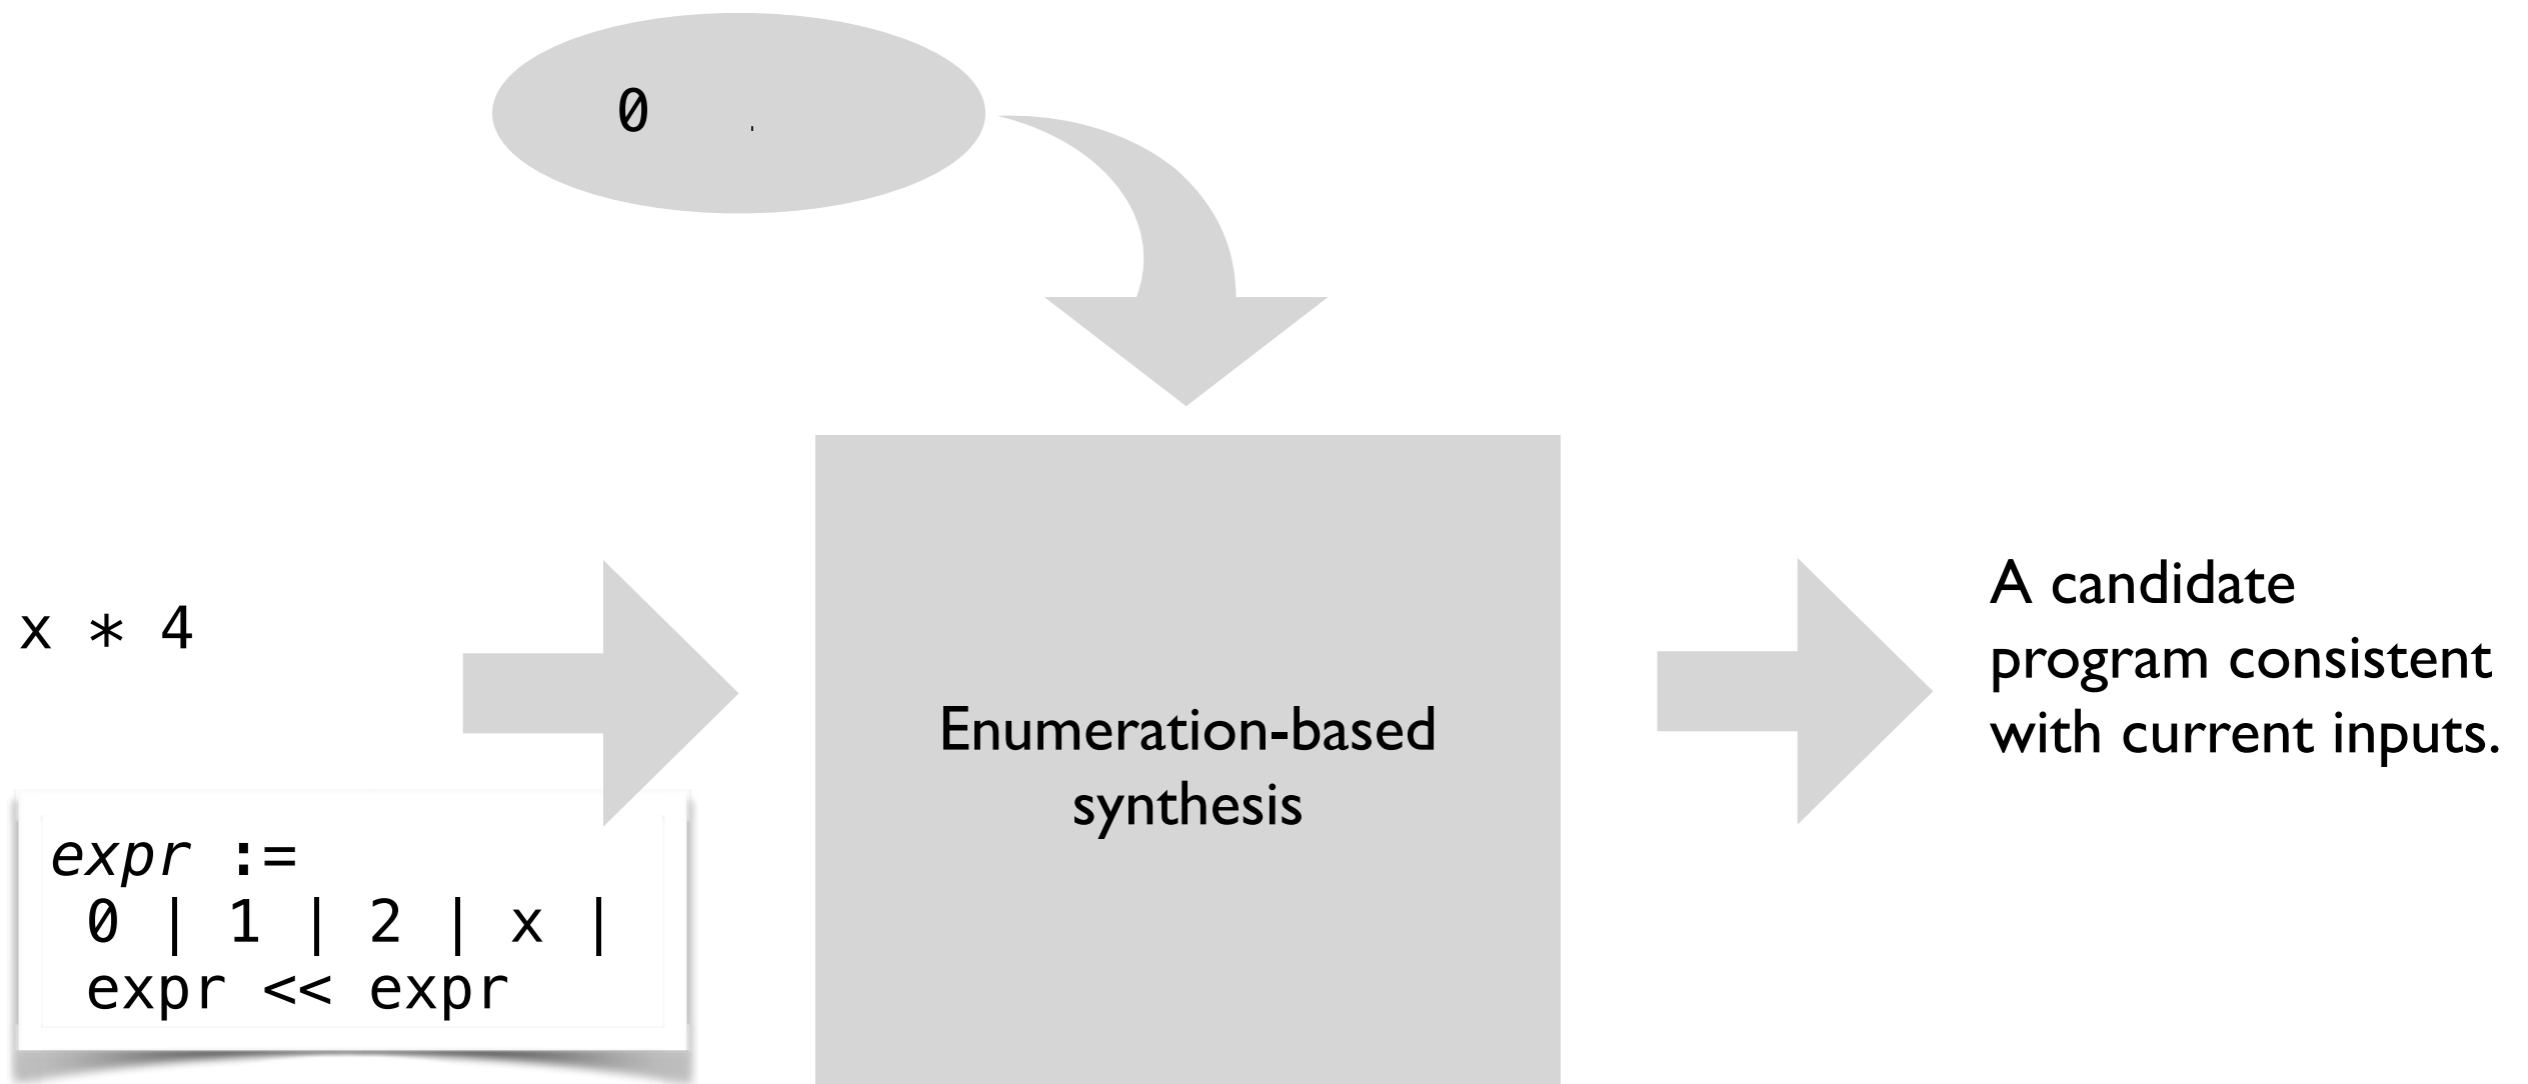 0
x * 4
expr :=
0 | 1 | 2 | x |
expr << expr
Enumeration-based
synthesis
A candidate
program consistent
with current inputs.